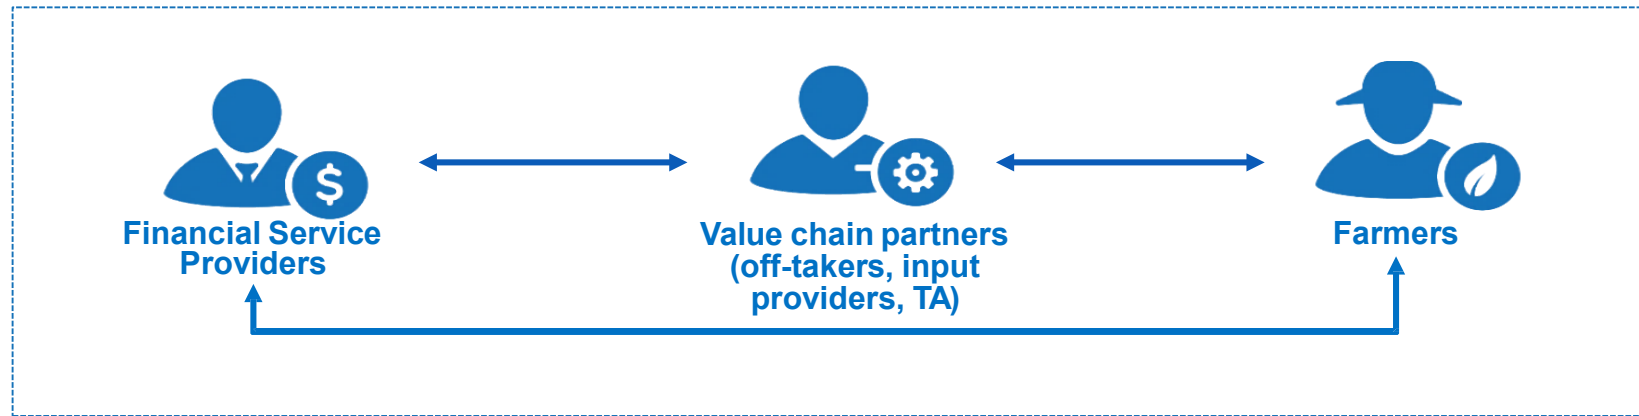 $
Financial Service
Providers
Value chain partners
(off-takers, input
providers, TA)
Farmers